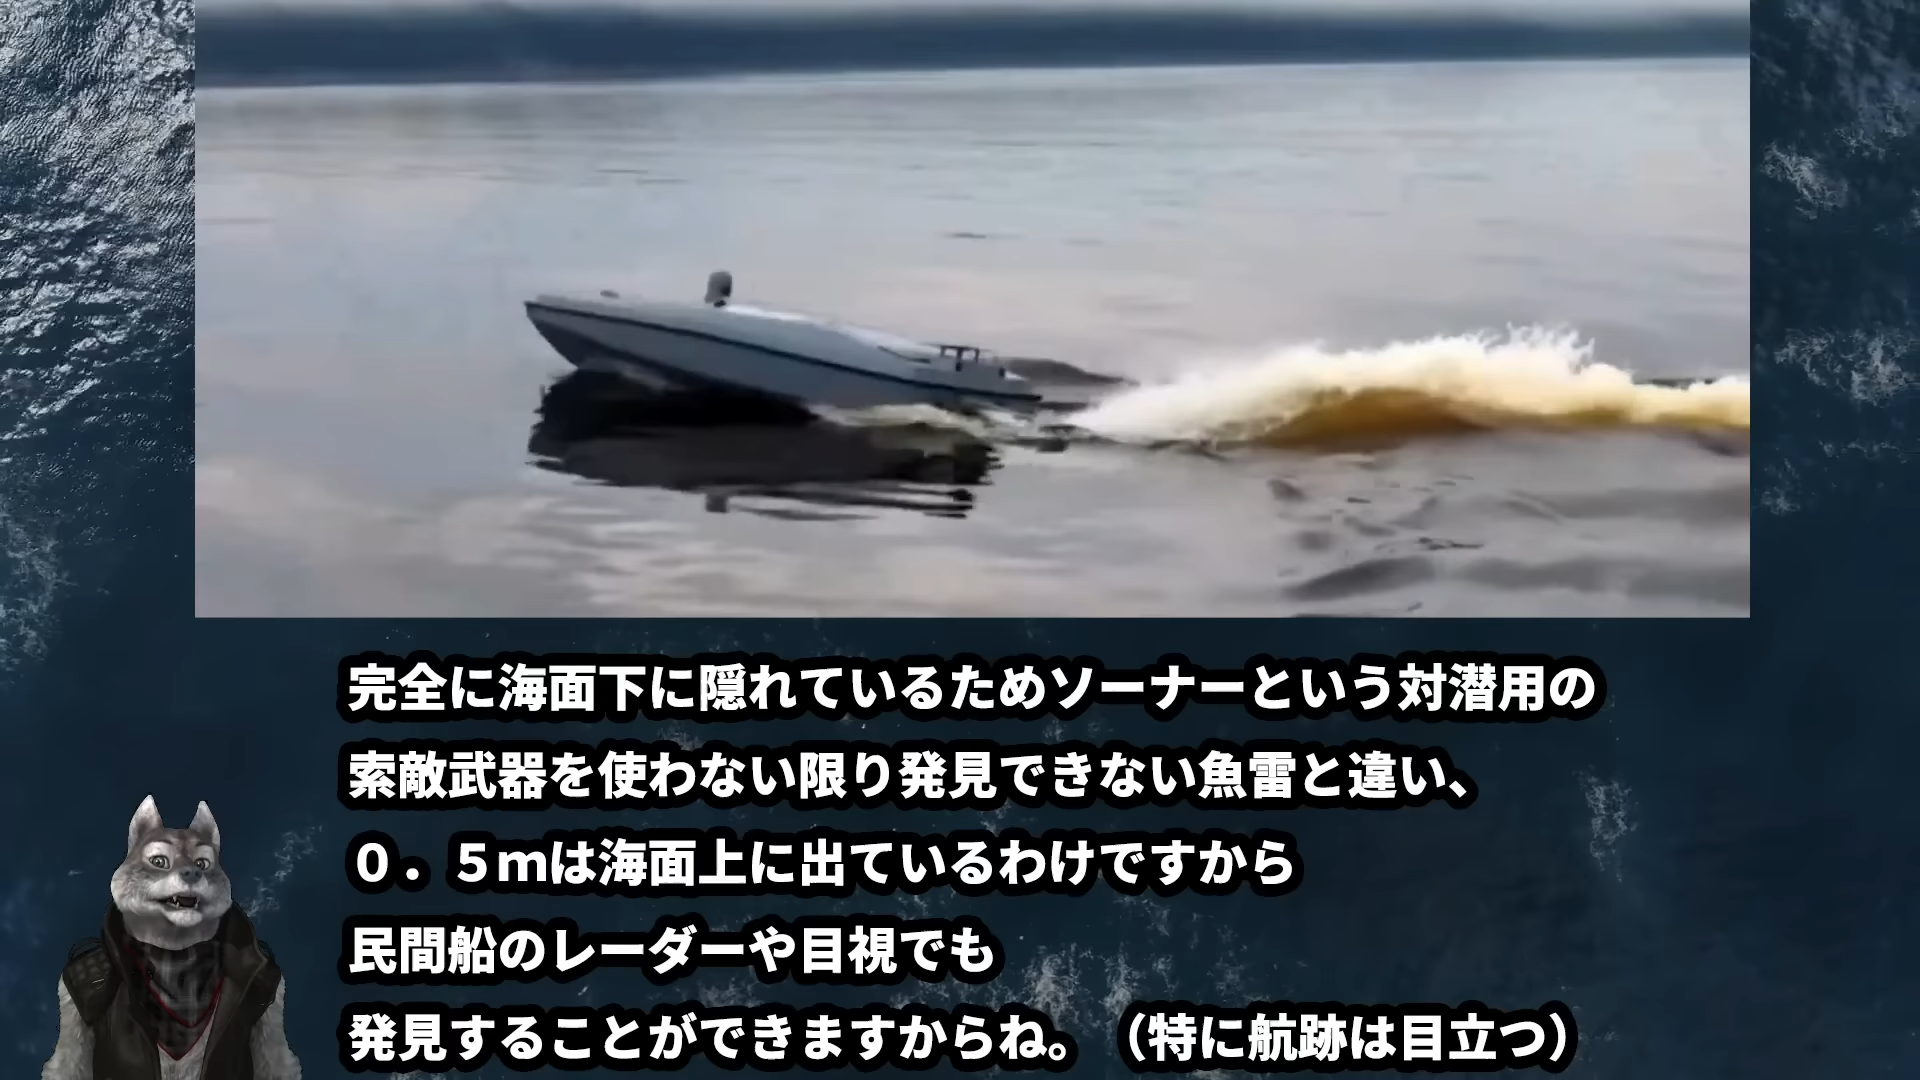 完全に海面下に隠れているためソーナーという対潜用の
索敵武器を使わない限り発見できない魚雷と違い、
０．５ｍは海面上に出ているわけですから
民間船のレーダーや目視でも
発見することができますからね。（特に航跡は目立つ）